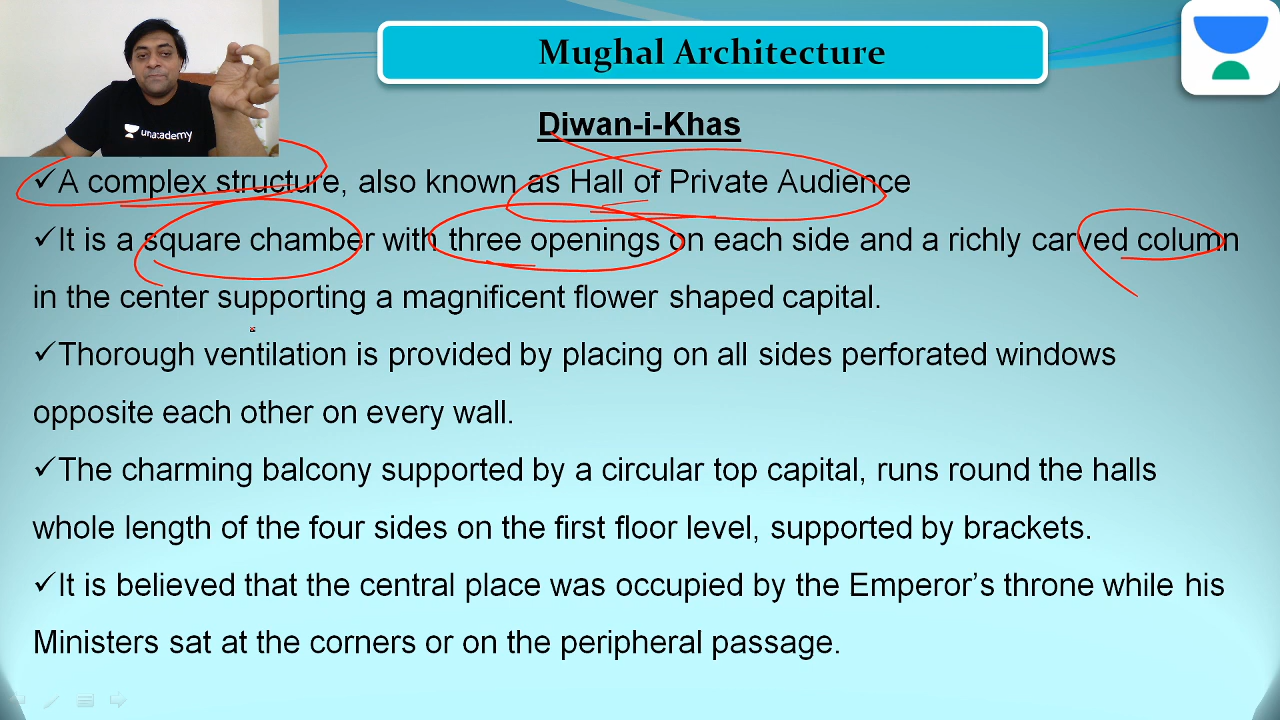 Mughal Architecture
unacademy
Diwan-i-Khas
✓A complex structure, also known as Hall of Private Audience
✓It is a square chamber with three openings on each side and a richly carved column
in the center supporting a magnificent flower shaped capital.
✓Thorough ventilation is provided by placing on all sides perforated windows
opposite each other on every wall.
✓The charming balcony supported by a circular top capital, runs round the halls
whole length of the four sides on the first floor level, supported by brackets.
✓It is believed that the central place was occupied by the Emperor's throne while his
Ministers sat at the corners or on the peripheral passage.